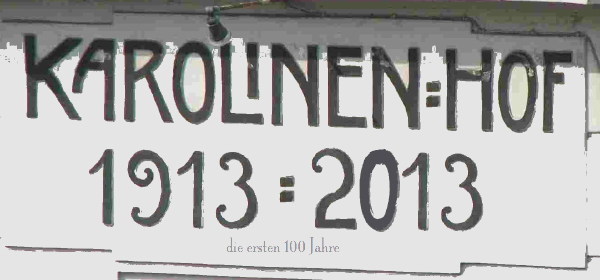 KAROLINEN=HOF
1913 = 2013
die ersten 100 Jahre